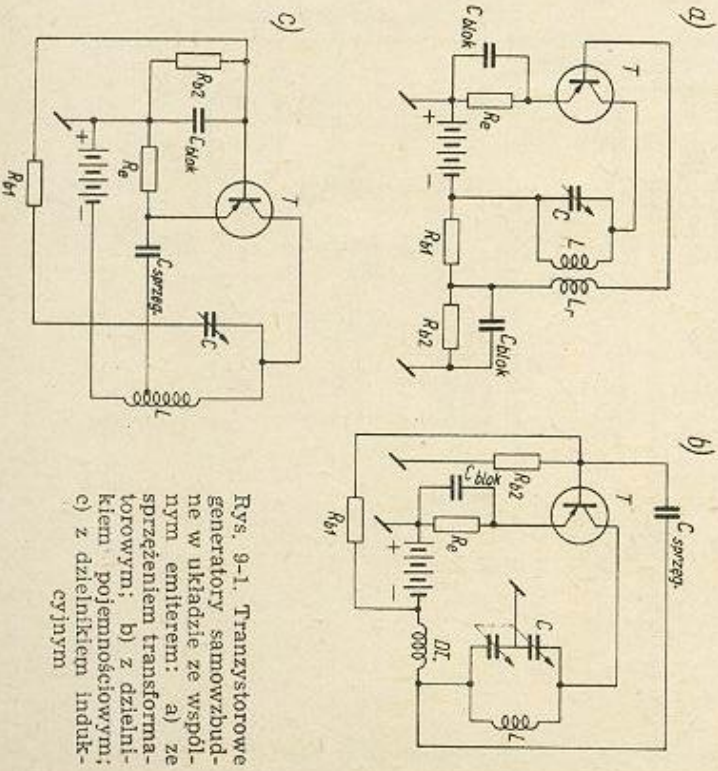 a)
C blok
T
Re
+
−
C
L
Lr
Rb1
Rb2
C blok
b)
C sprzęg.
T
Rb2
C blok
Re
Rb1
+
−
DŁ
C
L
c)
T
Rb2
C blok
Re
+
−
C sprzęg.
C
L
Rb1
Rys. 9-1. Tranzystorowe
generatory samowzbud-
ne w układzie ze wspól-
nym emiterem: a) ze
sprzężeniem transforma-
torowym; b) z dzielni-
kiem pojemnościowym;
c) z dzielnikiem induk-
cyjnym